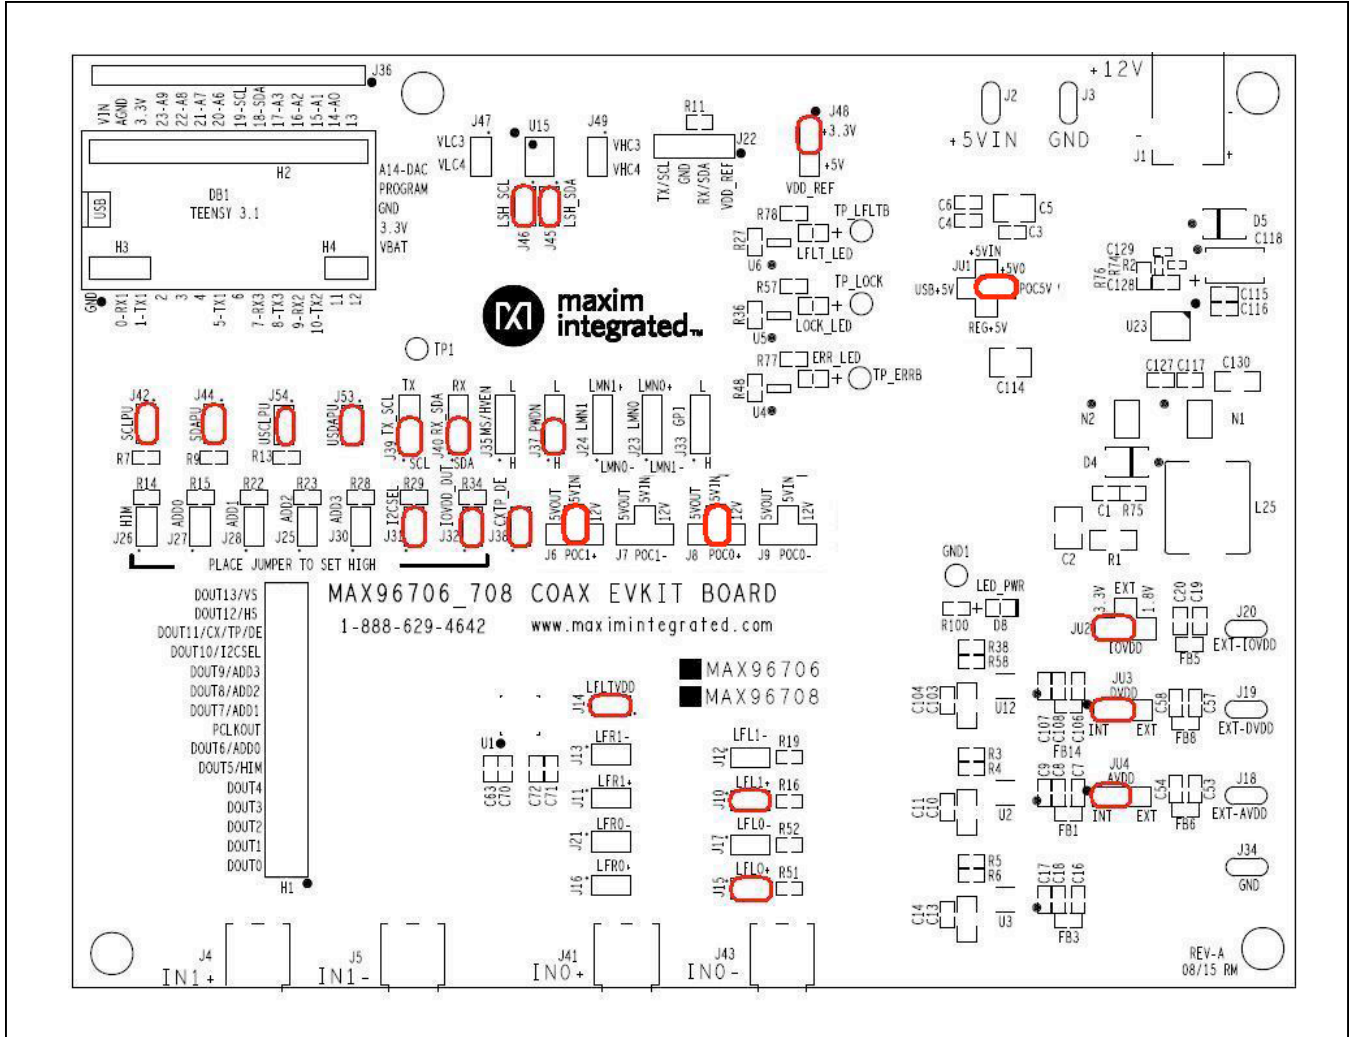 J36
VIN
AGND
3.3V
23-A9
22-A8
21-A7
20-A6
19-SCL
18-SDA
17-A3
16-A2
15-A1
14-A0
13
H2
DB1
TEENSY 3.1
USB
H3
H4
A14-DAC
PROGRAM
GND
3.3V
VBAT
GND
0-RX1
1-TX1
2
3
4
5-TX1
6
7-RX3
8-TX3
9-RX2
10-TX2
11
12
J47
VLC3
VLC4
U15
J49
VHC3
VHC4
LSH_SCL
J46
LSH_SDA
J45
R11
J22
TX/SCL
GND
RX/SDA
VDD_REF
J48
+3.3V
+5V
VDD_REF
R78
TP_LFLTB
R27
LFLT_LED
U6
R57
TP_LOCK
R36
LOCK_LED
U5
R77
ERR_LED
R48
TP_ERRB
U4
J2
+5VIN
J3
GND
+12V
J1
-
+
C6
C4
C5
C3
+5VIN
JU1
+5V0
USB+5V
POC5V
REG+5V
C114
D5
C118
C129
R74
R2
R76
C128
C115
C116
U23
C127
C117
C130
N2
N1
D4
C1
R75
L25
C2
R1
maxim
integrated™
TP1
J42
SCLPU
R7
J44
SDAPU
R9
J54
USCLPU
R13
J53
USDAPU
TX
J39 TX_SCL
SCL
RX
J40 RX_SDA
SDA
L
J35 MS/HVEN
H
L
J37 PWDN
H
LMN1+
J24 LMN1
LMN0-
LMN0+
J23 LMN0
LMN1-
L
J33 GPI
H
R14
J26 HIM
R15
J27 ADD0
R22
J28 ADD1
R23
J25 ADD2
R28
J30 ADD3
R29
J31 I2CSEL
R34
J32 IOVDD_OUT
J38 CXTP_DE
5VOUT
5VIN
12V
J6 POC1+
5VOUT
5VIN
12V
J7 POC1-
5VOUT
5VIN
12V
J8 POC0+
5VOUT
5VIN
12V
J9 POC0-
PLACE JUMPER TO SET HIGH
MAX96706_708 COAX EVKIT BOARD
1-888-629-4642 www.maximintegrated.com
MAX96706
MAX96708
DOUT13/VS
DOUT12/HS
DOUT11/CX/TP/DE
DOUT10/I2CSEL
DOUT9/ADD3
DOUT8/ADD2
DOUT7/ADD1
PCLKOUT
DOUT6/ADD0
DOUT5/HIM
DOUT4
DOUT3
DOUT2
DOUT1
DOUT0
H1
U1
C63
C70
C72
C71
LFLTVDD
J14
LFR1-
J13
LFR1+
J11
LFR0-
J21
LFR0+
J16
LFL1-
J12
R19
LFL1+
J10
R16
LFL0-
J17
R52
LFL0+
J15
R51
GND1
LED_PWR
R100
D8
R38
R58
C104
C103
U12
R3
R4
C11
C10
U2
R5
R6
C14
C13
U3
3.3V
EXT
1.8V
JU2
IOVDD
C20
C19
FB5
J20
EXT-IOVDD
C107
C108
C106
FB14
JU3
DVDD
INT
EXT
C58
C57
FB8
J19
EXT-DVDD
C9
C8
C7
FB1
JU4
AVDD
INT
EXT
C54
C53
FB6
J18
EXT-AVDD
C17
C18
C16
FB3
J34
GND
J4
IN1+
J5
IN1-
J41
IN0+
J43
IN0-
REV-A
08/15 RM